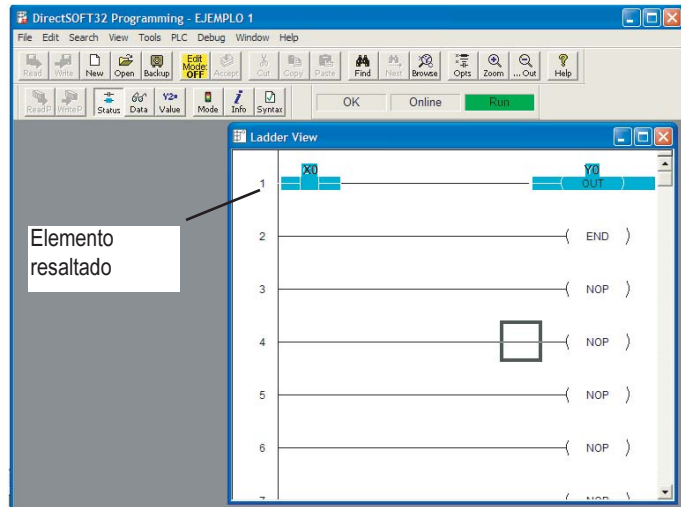 DirectSOFT32 Programming - EJEMPLO 1
File Edit Search View Tools PLC Debug Window Help
Read Write New Open Backup Edit Mode: OFF Accept Cut Copy Paste Find Next Browse Opts Zoom ... Out Help
ReadP WriteP Status Data Value Mode Info Syntax OK Online Run
Ladder View
X0 Y0
1 OUT
Elemento
resaltado
2 ( END )
3 ( NOP )
4 ( NOP )
5 ( NOP )
6 ( NOP )
7 ( NOP )